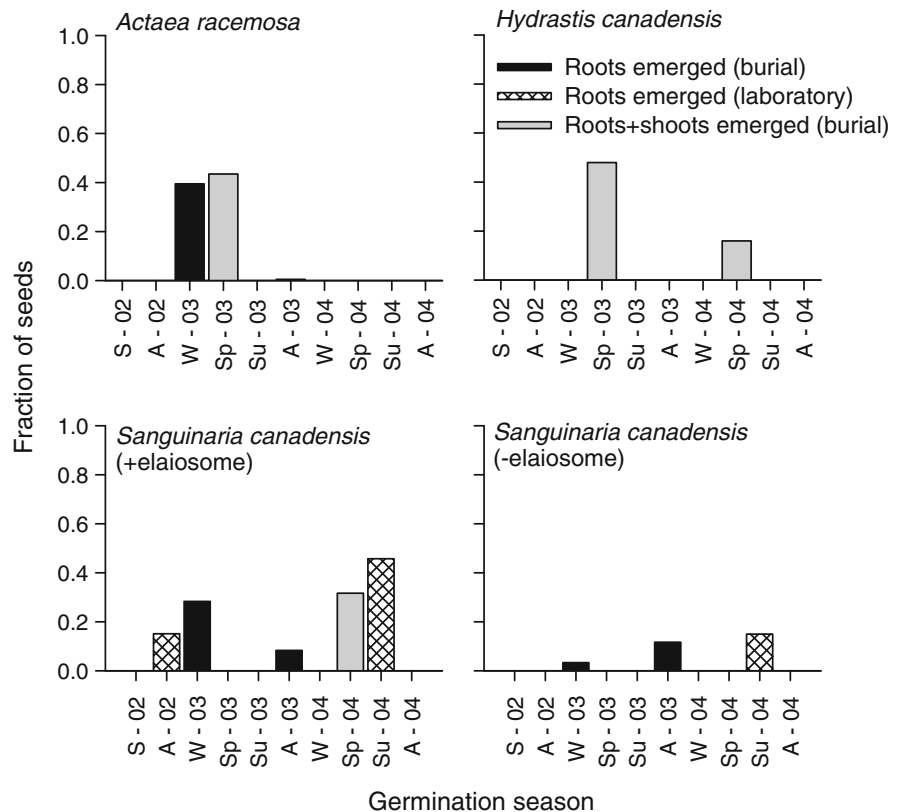 Actaea racemosa
1.0
0.8
0.6
0.4
0.2
0.0
S - 02
A - 02
W - 03
Sp - 03
Su - 03
A - 03
W - 04
Sp - 04
Su - 04
A - 04
Hydrastis canadensis
Roots emerged (burial)
Roots emerged (laboratory)
Roots+shoots emerged (burial)
S - 02
A - 02
W - 03
Sp - 03
Su - 03
A - 03
W - 04
Sp - 04
Su - 04
A - 04
Fraction of seeds
Sanguinaria canadensis
(+elaiosome)
1.0
0.8
0.6
0.4
0.2
0.0
S - 02
A - 02
W - 03
Sp - 03
Su - 03
A - 03
W - 04
Sp - 04
Su - 04
A - 04
Sanguinaria canadensis
(-elaiosome)
S - 02
A - 02
W - 03
Sp - 03
Su - 03
A - 03
W - 04
Sp - 04
Su - 04
A - 04
Germination season